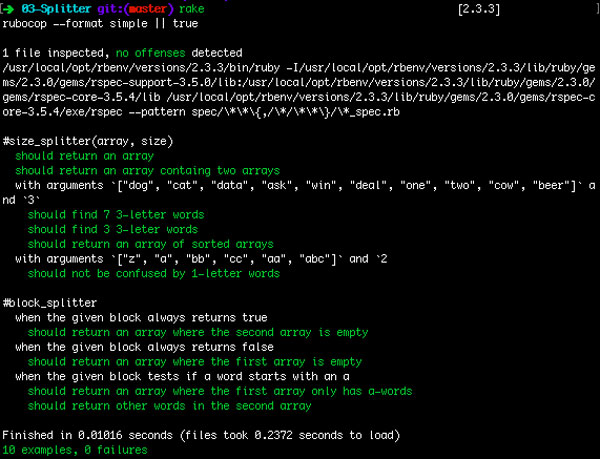 ➜ 03-Splitter git:(master) rake [2.3.3]
rubocop --format simple || true
1 file inspected, no offenses detected
/usr/local/opt/rbenv/versions/2.3.3/bin/ruby -I/usr/local/opt/rbenv/versions/2.3.3/lib/ruby/ge
ms/2.3.0/gems/rspec-support-3.5.0/lib:/usr/local/opt/rbenv/versions/2.3.3/lib/ruby/gems/2.3.0/
gems/rspec-core-3.5.4/lib /usr/local/opt/rbenv/versions/2.3.3/lib/ruby/gems/2.3.0/gems/rspec-c
ore-3.5.4/exe/rspec --pattern spec/\*\*\{,/\*/\*\*\}/\*_spec.rb
#size_splitter(array, size)
should return an array
should return an array containg two arrays
with arguments `["dog", "cat", "data", "ask", "win", "deal", "one", "two", "cow", "beer"]` a
nd `3`
should find 7 3-letter words
should find 3 3-leter words
should return an array of sorted arrays
with arguments `["z", "a", "bb", "cc", "aa", "abc"]` and `2
should not be confused by 1-letter words
#block_splitter
when the given block always returns true
should return an array where the second array is empty
when the given block always returns false
should return an array where the first array is empty
when the given block tests if a word starts with an a
should return an array where the first array only has a-words
should return other words in the second array
Finished in 0.01016 seconds (files took 0.2372 seconds to load)
10 examples, 0 failures